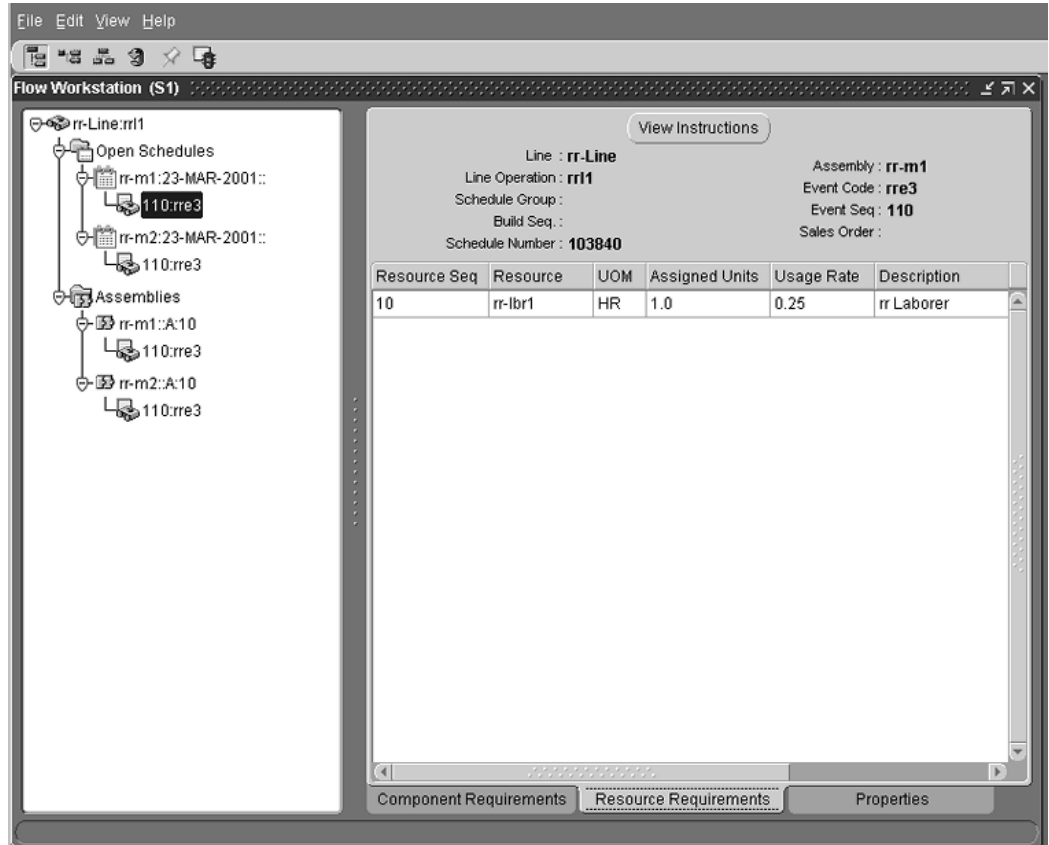 File Edit View Help
Flow Workstation (S1)
rr-Line:rrl1
Open Schedules
rr-m1:23-MAR-2001::
110:rre3
rr-m2:23-MAR-2001::
110:rre3
Assemblies
rr-m1::A:10
110:rre3
rr-m2::A:10
110:rre3
View Instructions
Line : rr-Line
Line Operation : rrl1
Schedule Group :
Build Seq. :
Schedule Number : 103840
Assembly : rr-m1
Event Code : rre3
Event Seq : 110
Sales Order :
Resource Seq Resource UOM Assigned Units Usage Rate Description
10 rr-lbr1 HR 1.0 0.25 rr Laborer
Component Requirements Resource Requirements Properties